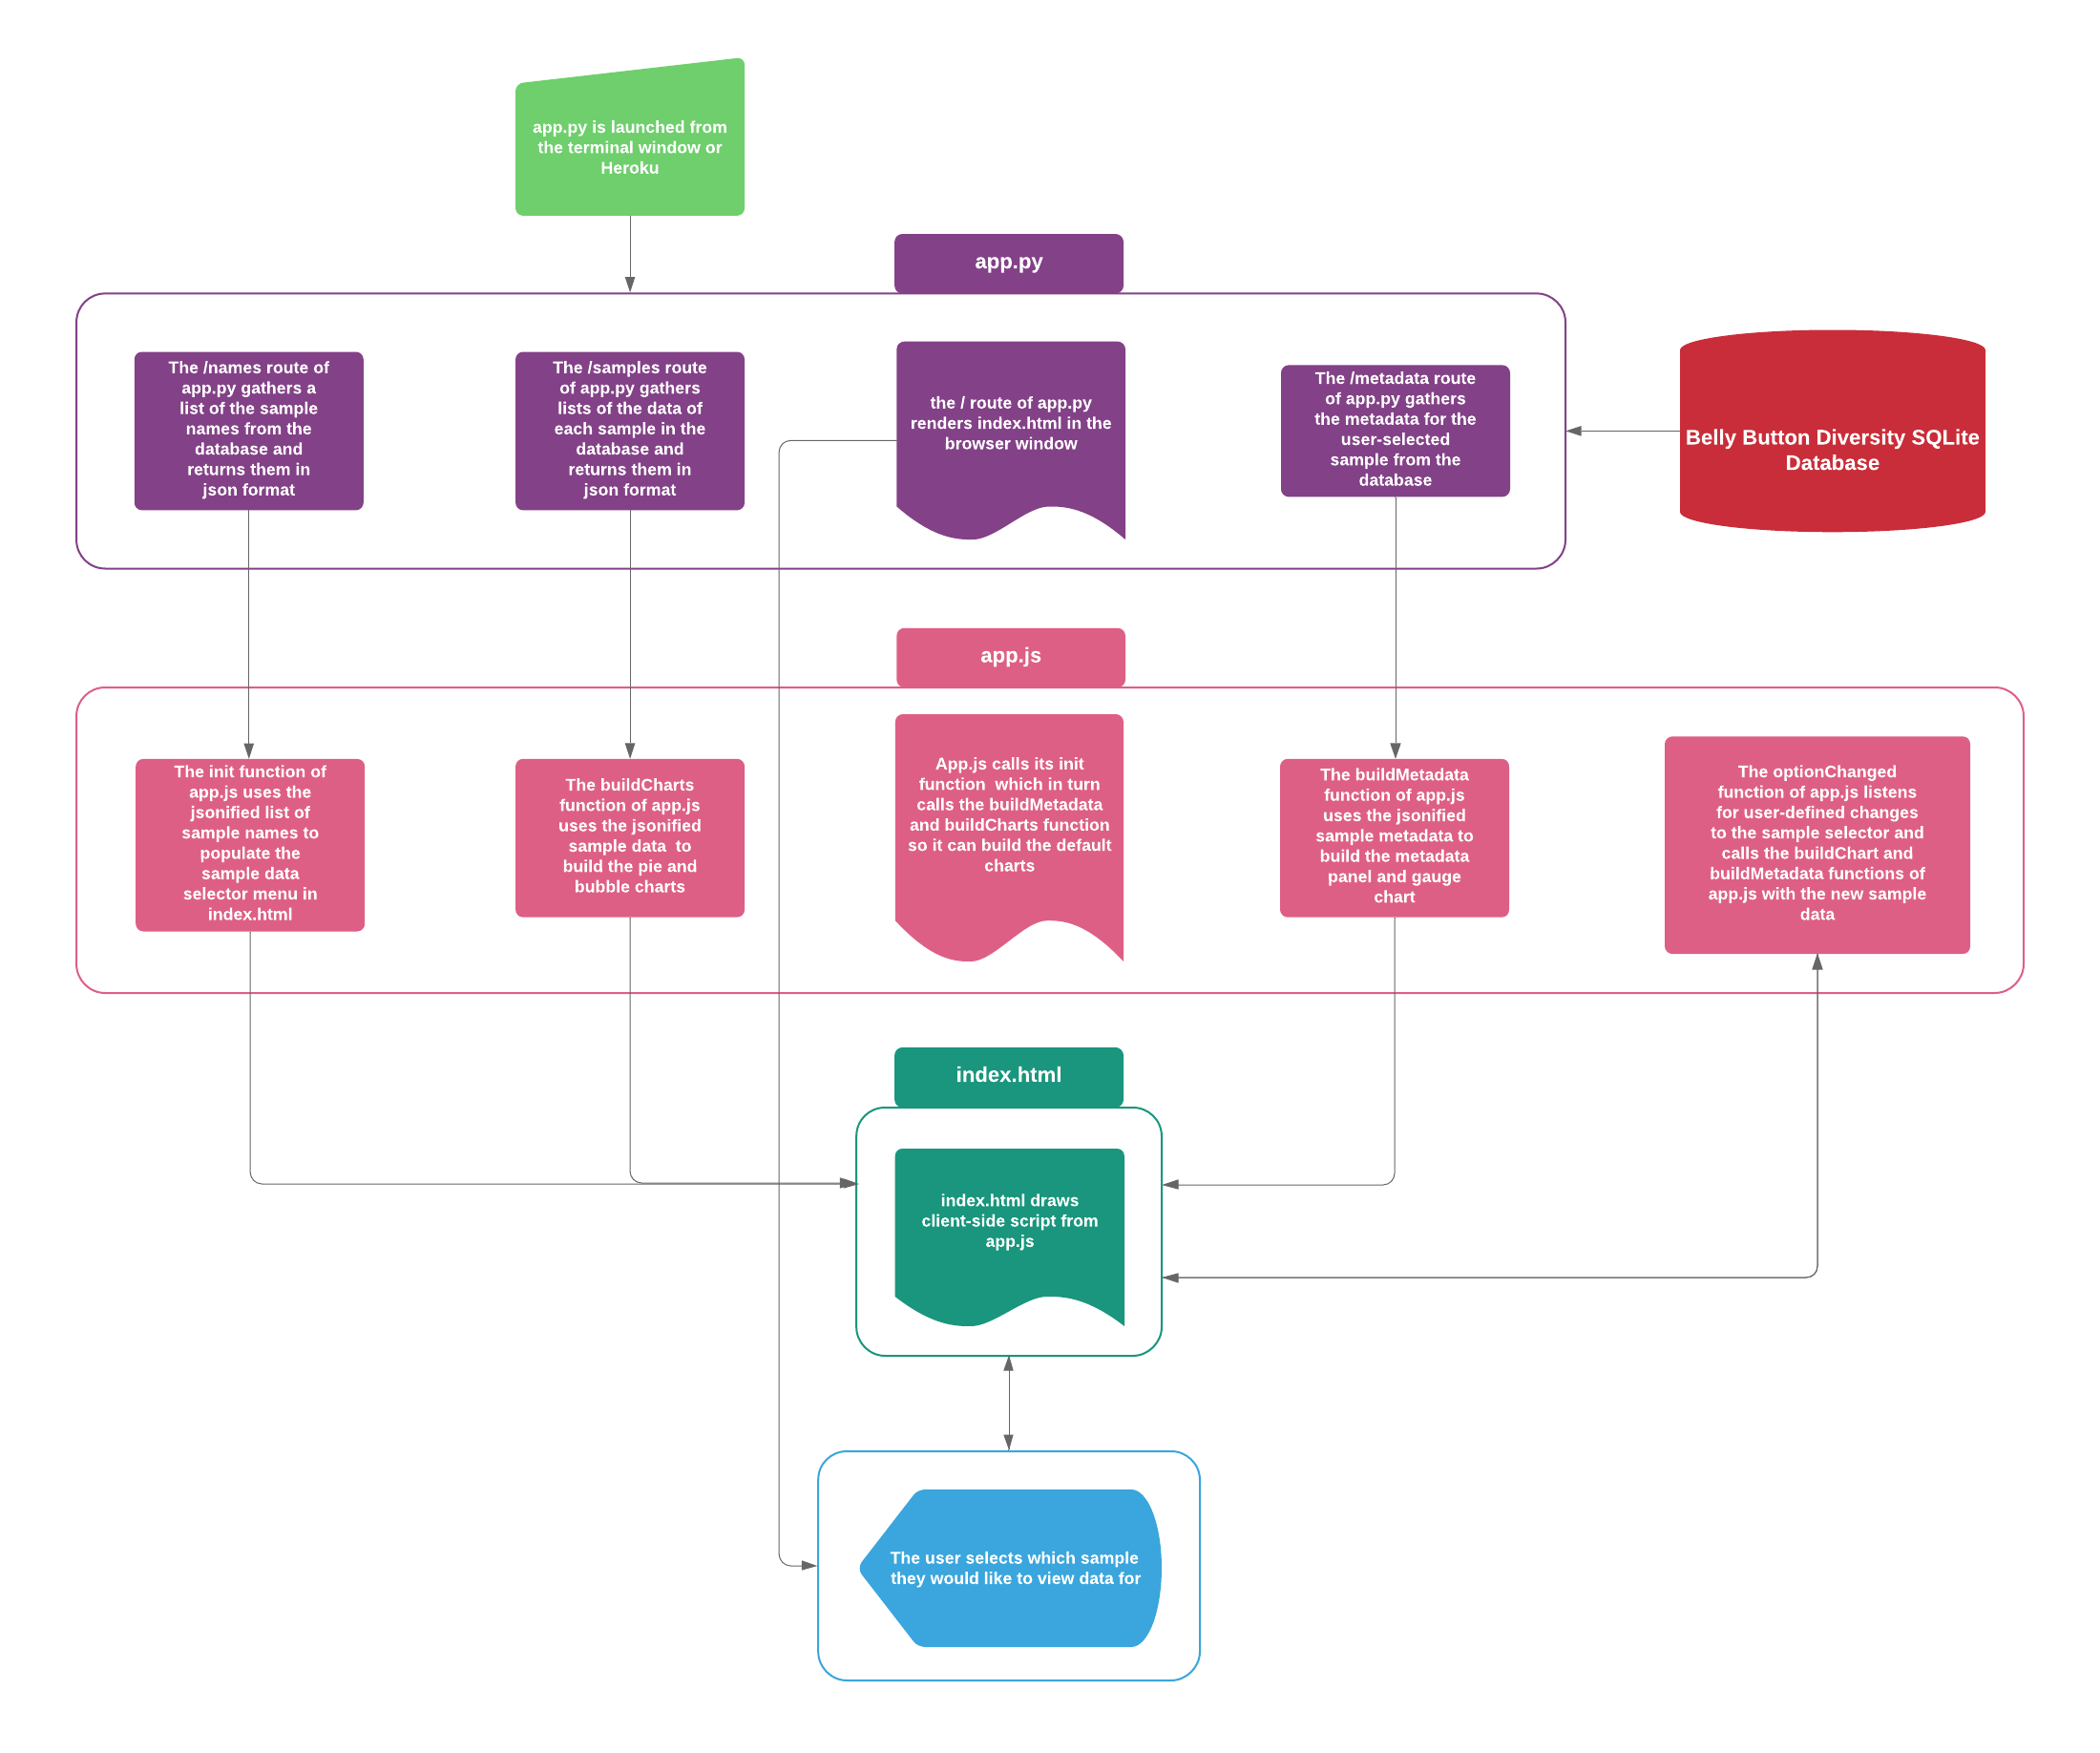 app.py is launched from
the terminal window or
Heroku
app.py
The /names route of
app.py gathers a
list of the sample
names from the
database and
returns them in
json format
The /samples route
of app.py gathers
lists of the data of
each sample in the
database and
returns them in
json format
the / route of app.py
renders index.html in the
browser window
The /metadata route
of app.py gathers
the metadata for the
user-selected
sample from the
database
Belly Button Diversity SQLite
Database
app.js
The init function of
app.js uses the
jsonified list of
sample names to
populate the
sample data
selector menu in
index.html
The buildCharts
function of app.js
uses the jsonified
sample data  to
build the pie and
bubble charts
App.js calls its init
function  which in turn
calls the buildMetadata
and buildCharts function
so it can build the default
charts
The buildMetadata
function of app.js
uses the jsonified
sample metadata to
build the metadata
panel and gauge
chart
The optionChanged
function of app.js listens
for user-defined changes
to the sample selector and
calls the buildChart and
buildMetadata functions of
app.js with the new sample
data
index.html
index.html draws
client-side script from
app.js
The user selects which sample
they would like to view data for